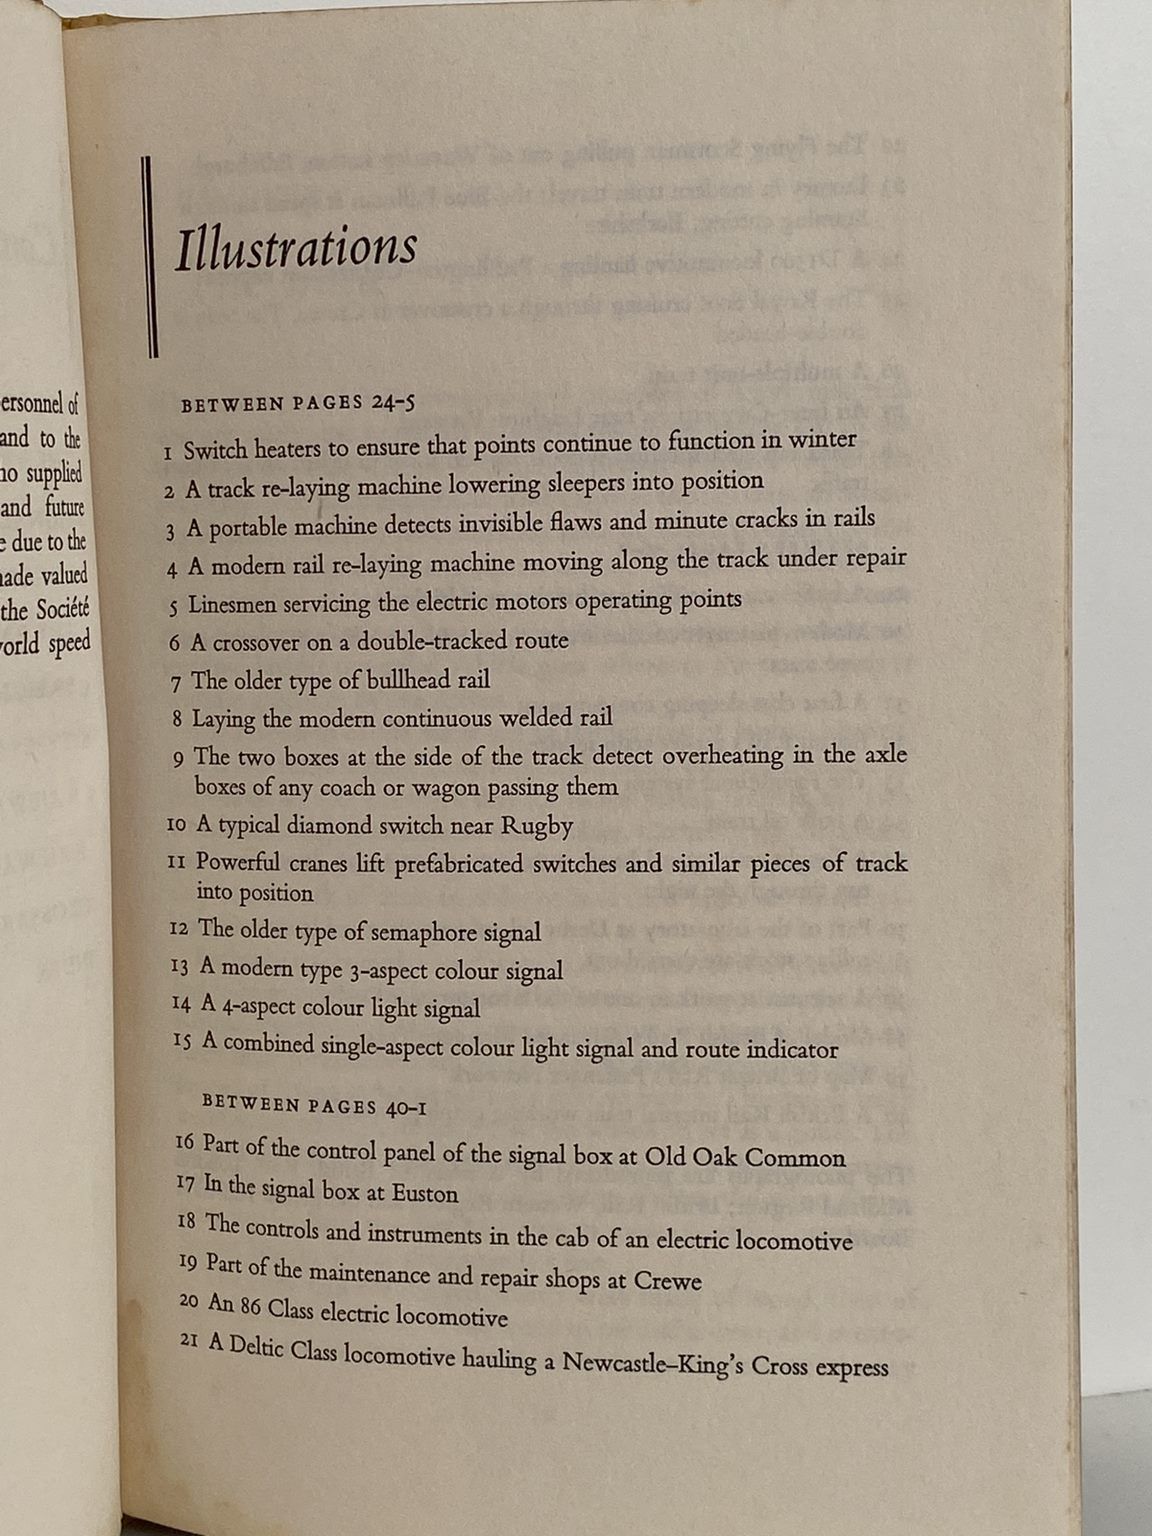 ersonnel of
and to the
no supplied
and future
e due to the
nade valued
the Société
orld speed
Illustrations
BETWEEN PAGES 24-5
1 Switch heaters to ensure that points continue to function in winter
2 A track re-laying machine lowering sleepers into position
3 A portable machine detects invisible flaws and minute cracks in rails
4 A modern rail re-laying machine moving along the track under repair
5 Linesmen servicing the electric motors operating points
6 A crossover on a double-tracked route
7 The older type of bullhead rail
8 Laying the modern continuous welded rail
9 The two boxes at the side of the track detect overheating in the axle
boxes of any coach or wagon passing them
10 A typical diamond switch near Rugby
11 Powerful cranes lift prefabricated switches and similar pieces of track
into position
12 The older type of semaphore signal
13 A modern type 3-aspect colour signal
14 A 4-aspect colour light signal
15 A combined single-aspect colour light signal and route indicator
BETWEEN PAGES 40-1
16 Part of the control panel of the signal box at Old Oak Common
17 In the signal box at Euston
18 The controls and instruments in the cab of an electric locomotive
19 Part of the maintenance and repair shops at Crewe
20 An 86 Class electric locomotive
21 A Deltic Class locomotive hauling a Newcastle–King's Cross express